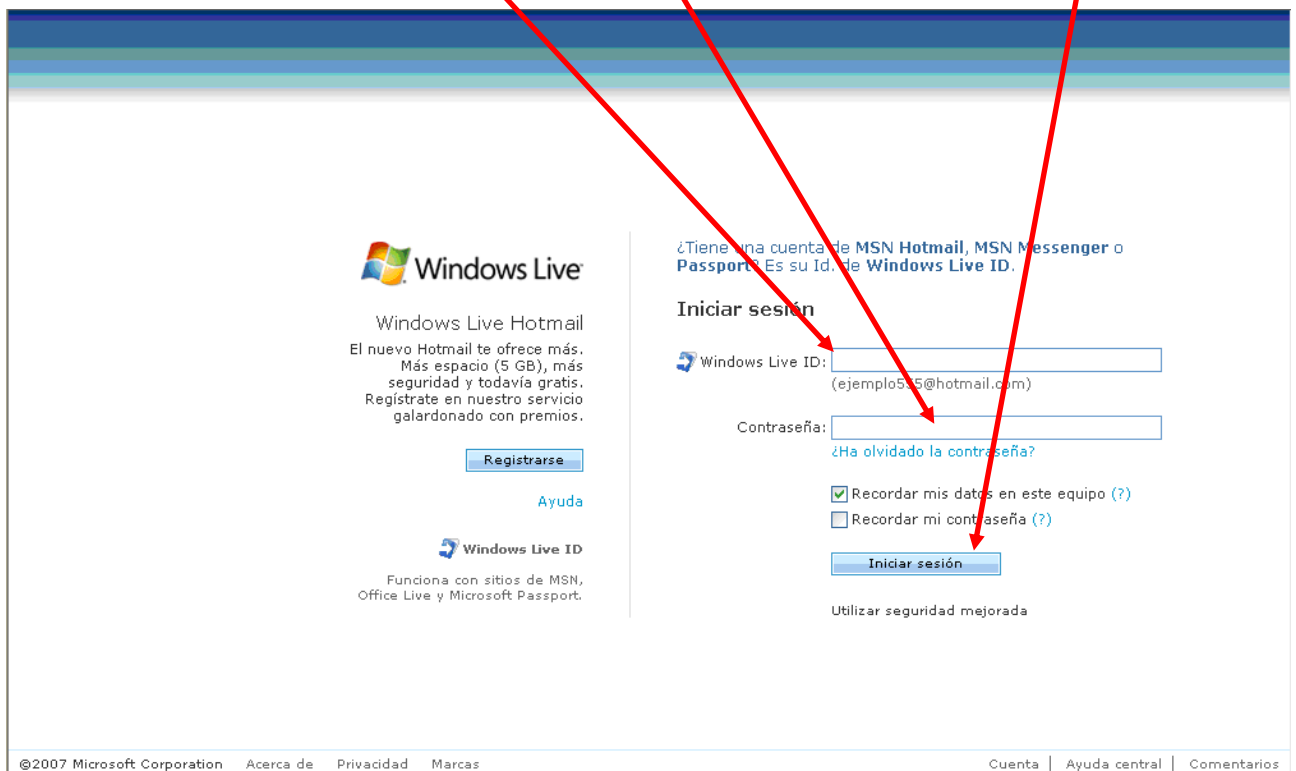 Windows Live
Windows Live Hotmail
El nuevo Hotmail te ofrece más.
Más espacio (5 GB), más
seguridad y todavía gratis.
Regístrate en nuestro servicio
galardonado con premios.
Registrarse
Ayuda
Windows Live ID
Funciona con sitios de MSN,
Office Live y Microsoft Passport.
¿Tiene una cuenta de MSN Hotmail, MSN Messenger o
Passport? Es su Id. de Windows Live ID.
Iniciar sesión
Windows Live ID:
(ejemplo555@hotmail.com)
Contraseña:
¿Ha olvidado la contraseña?
Recordar mis datos en este equipo (?)
Recordar mi contraseña (?)
Iniciar sesión
Utilizar seguridad mejorada
©2007 Microsoft Corporation Acerca de Privacidad Marcas Cuenta | Ayuda central | Comentarios